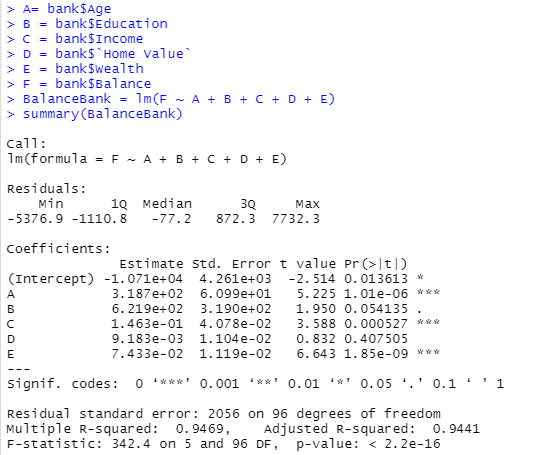 > A= bank$Age
> B = bank$Education
> C = bank$Income
> D = bank$`Home Value`
> E = bank$Wealth
> F = bank$Balance
> BalanceBank = lm(F ~ A + B + C + D + E)
> summary(BalanceBank)
Call:
lm(formula = F ~ A + B + C + D + E)
Residuals:
Min 1Q Median 3Q Max
-5376.9 -1110.8 -77.2 872.3 7732.3
Coefficients:
Estimate Std. Error t value Pr(>|t|)
(Intercept) -1.071e+04 4.261e+03 -2.514 0.013613 *
A 3.187e+02 6.099e+01 5.225 1.01e-06 ***
B 6.219e+02 3.190e+02 1.950 0.054135 .
C 1.463e-01 4.078e-02 3.588 0.000527 ***
D 9.183e-03 1.104e-02 0.832 0.407505
E 7.433e-02 1.119e-02 6.643 1.85e-09 ***
---
Signif. codes: 0 ‘***’ 0.001 ‘**’ 0.01 ‘*’ 0.05 ‘.’ 0.1 ‘ ’ 1
Residual standard error: 2056 on 96 degrees of freedom
Multiple R-squared: 0.9469, Adjusted R-squared: 0.9441
F-statistic: 342.4 on 5 and 96 DF, p-value: < 2.2e-16